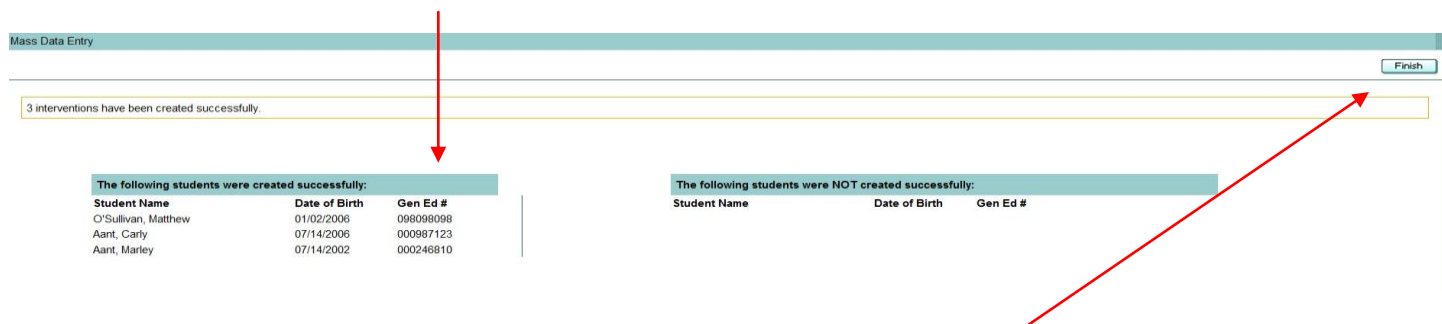 Mass Data Entry
Finish
3 interventions have been created successfully.
The following students were created successfully:
Student Name Date of Birth Gen Ed #
O'Sullivan, Matthew 01/02/2006 098098098
Aant, Carly 07/14/2006 000987123
Aant, Marley 07/14/2002 000246810
The following students were NOT created successfully:
Student Name Date of Birth Gen Ed #